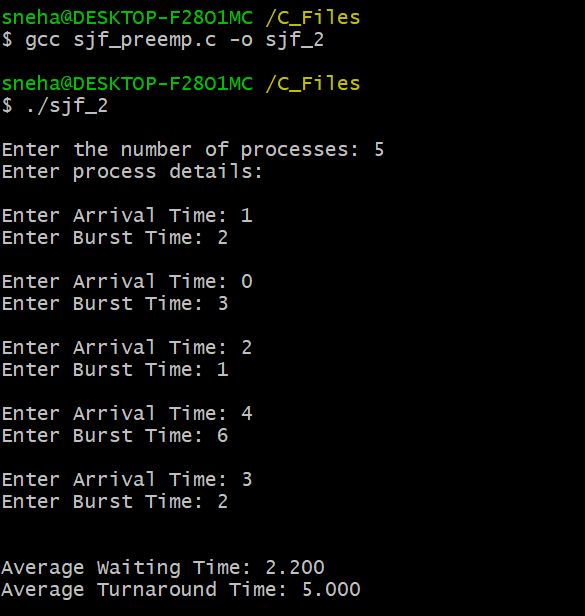 sneha@DESKTOP-F28O1MC /C_Files
$ gcc sjf_preemp.c -o sjf_2
sneha@DESKTOP-F28O1MC /C_Files
$ ./sjf_2
Enter the number of processes: 5
Enter process details:
Enter Arrival Time: 1
Enter Burst Time: 2
Enter Arrival Time: 0
Enter Burst Time: 3
Enter Arrival Time: 2
Enter Burst Time: 1
Enter Arrival Time: 4
Enter Burst Time: 6
Enter Arrival Time: 3
Enter Burst Time: 2
Average Waiting Time: 2.200
Average Turnaround Time: 5.000